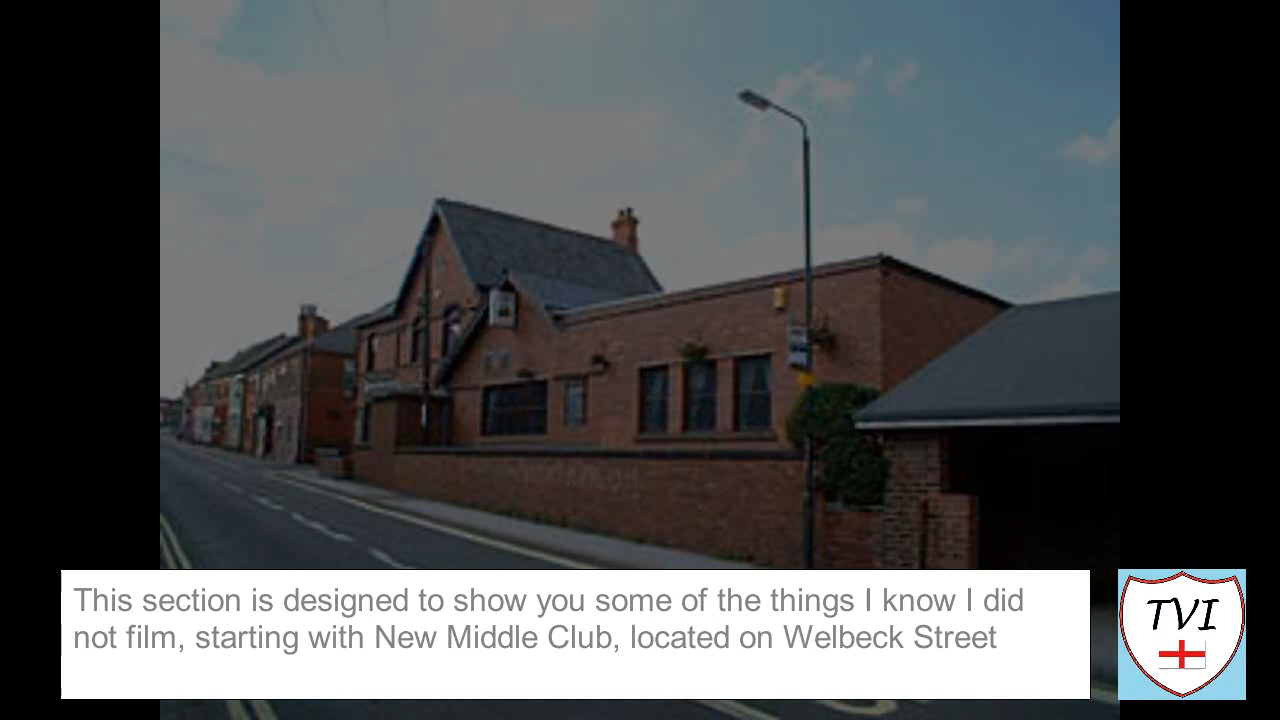 This section is designed to show you some of the things I know I did
not film, starting with New Middle Club, located on Welbeck Street
TVI